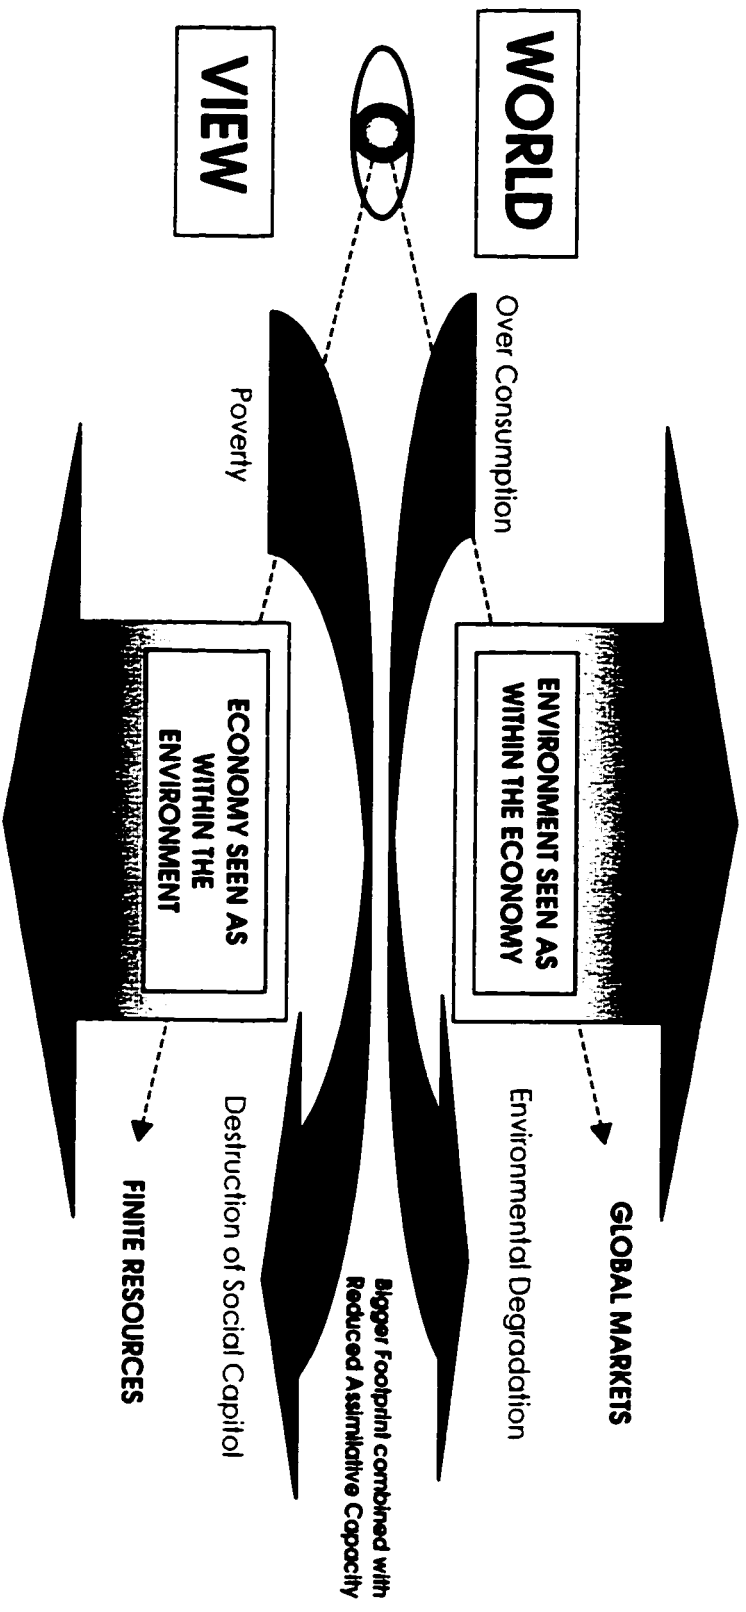 WORLD
VIEW
Over Consumption
Poverty
ENVIRONMENT SEEN AS
WITHIN THE ECONOMY
ECONOMY SEEN AS
WITHIN THE
ENVIRONMENT
Environmental Degradation
Destruction of Social Capitol
GLOBAL MARKETS
FINITE RESOURCES
Bigger Footprint combined with
Reduced Assimilative Capacity